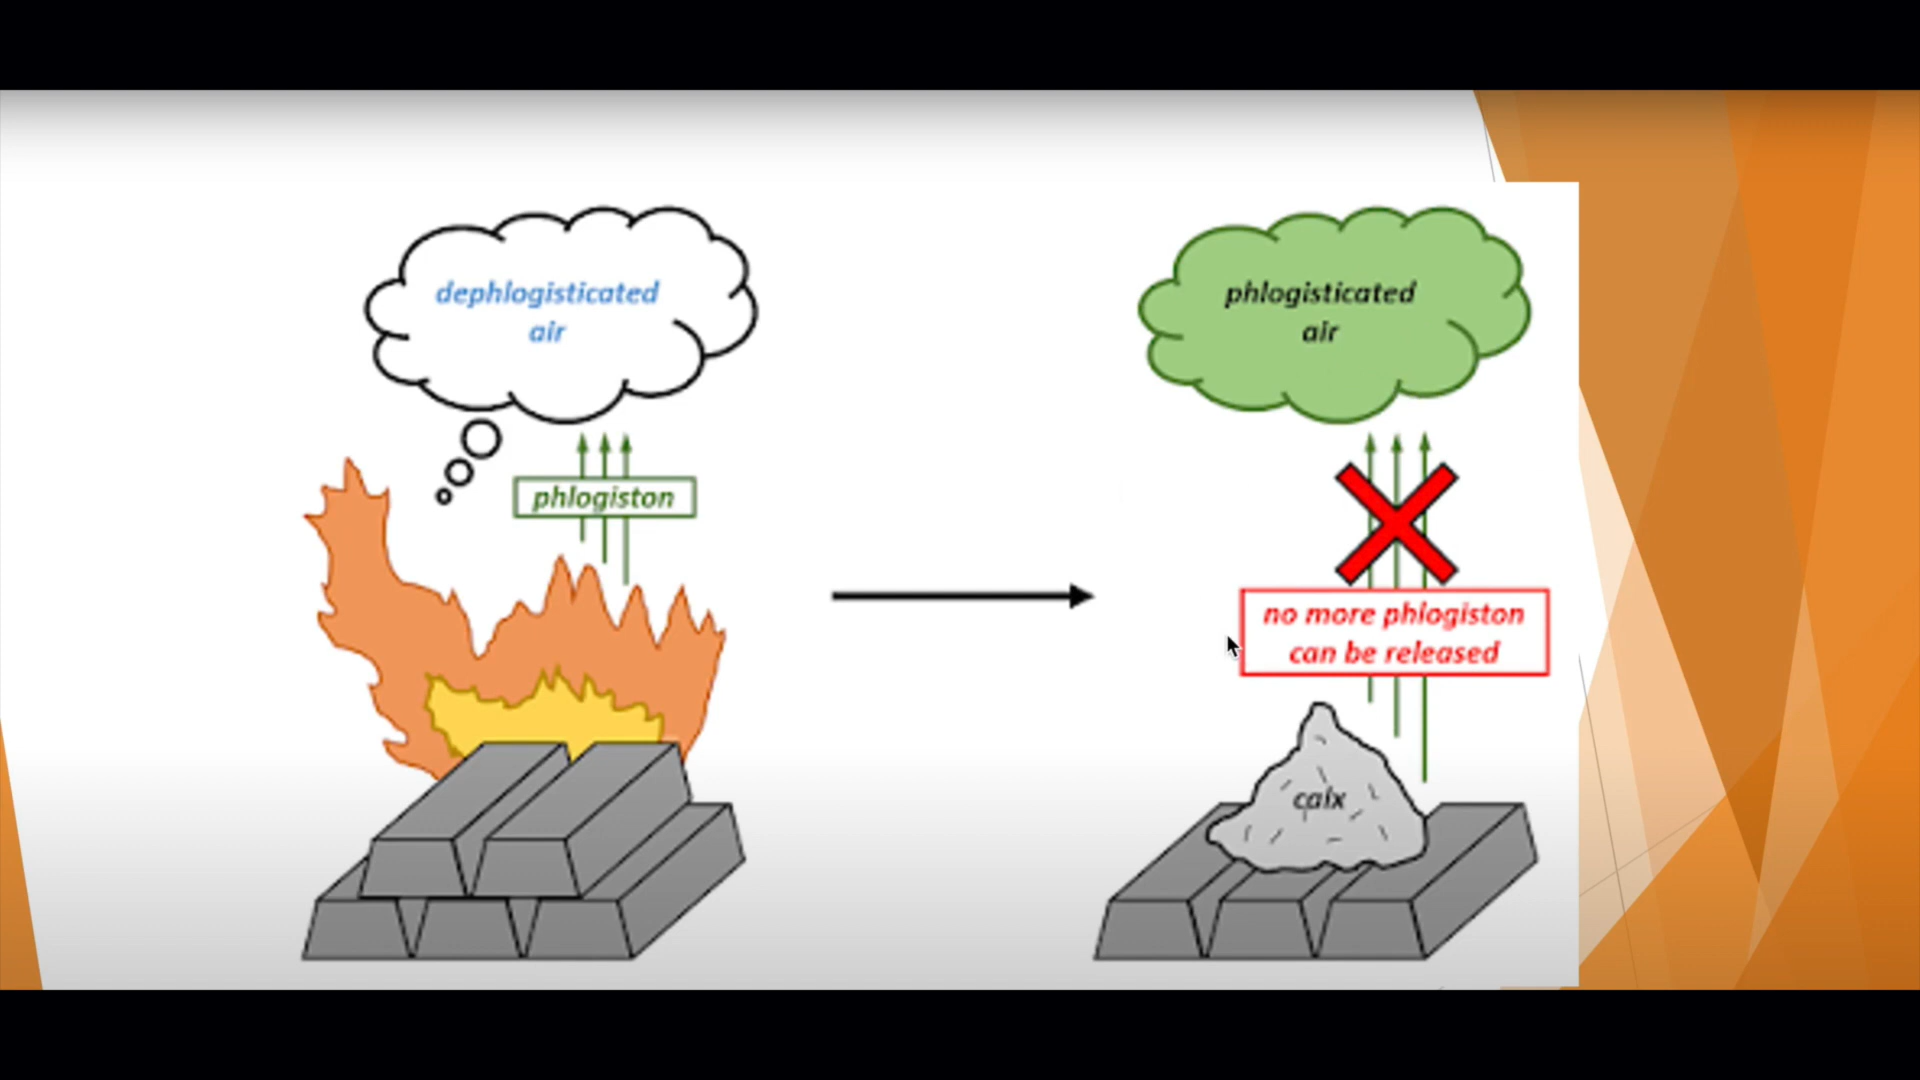 dephlogisticated
air
phlogiston
phlogisticated
air
no more phlogiston
can be released
calx